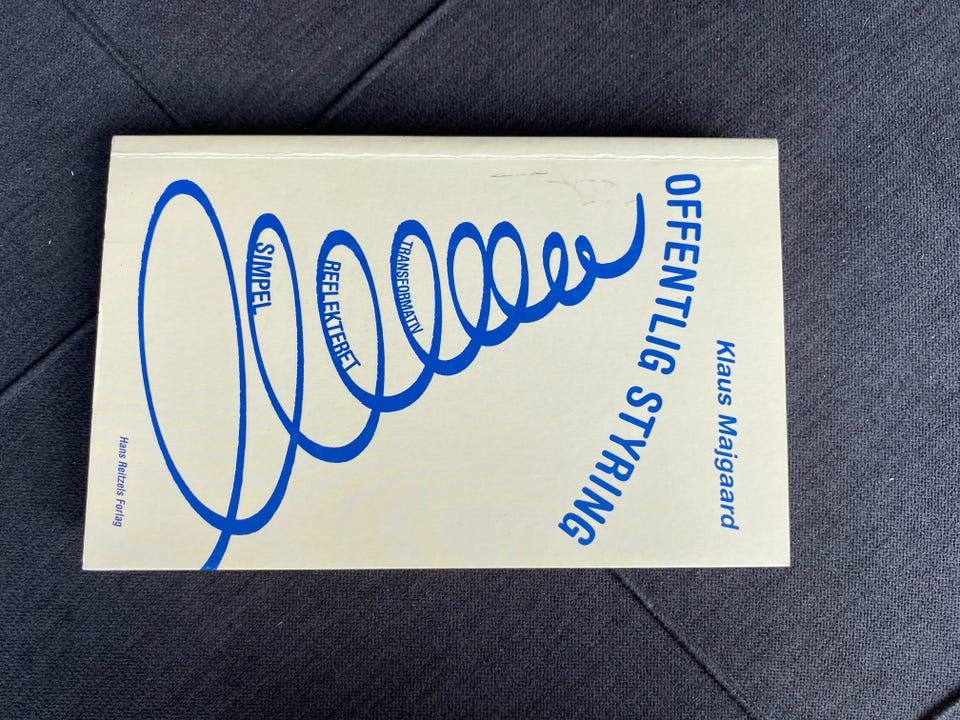 Klaus Majgaard
OFFENTLIG STYRING
TRANSFORMATIV
REFLEKTERET
SIMPEL
Hans Reitzels Forlag